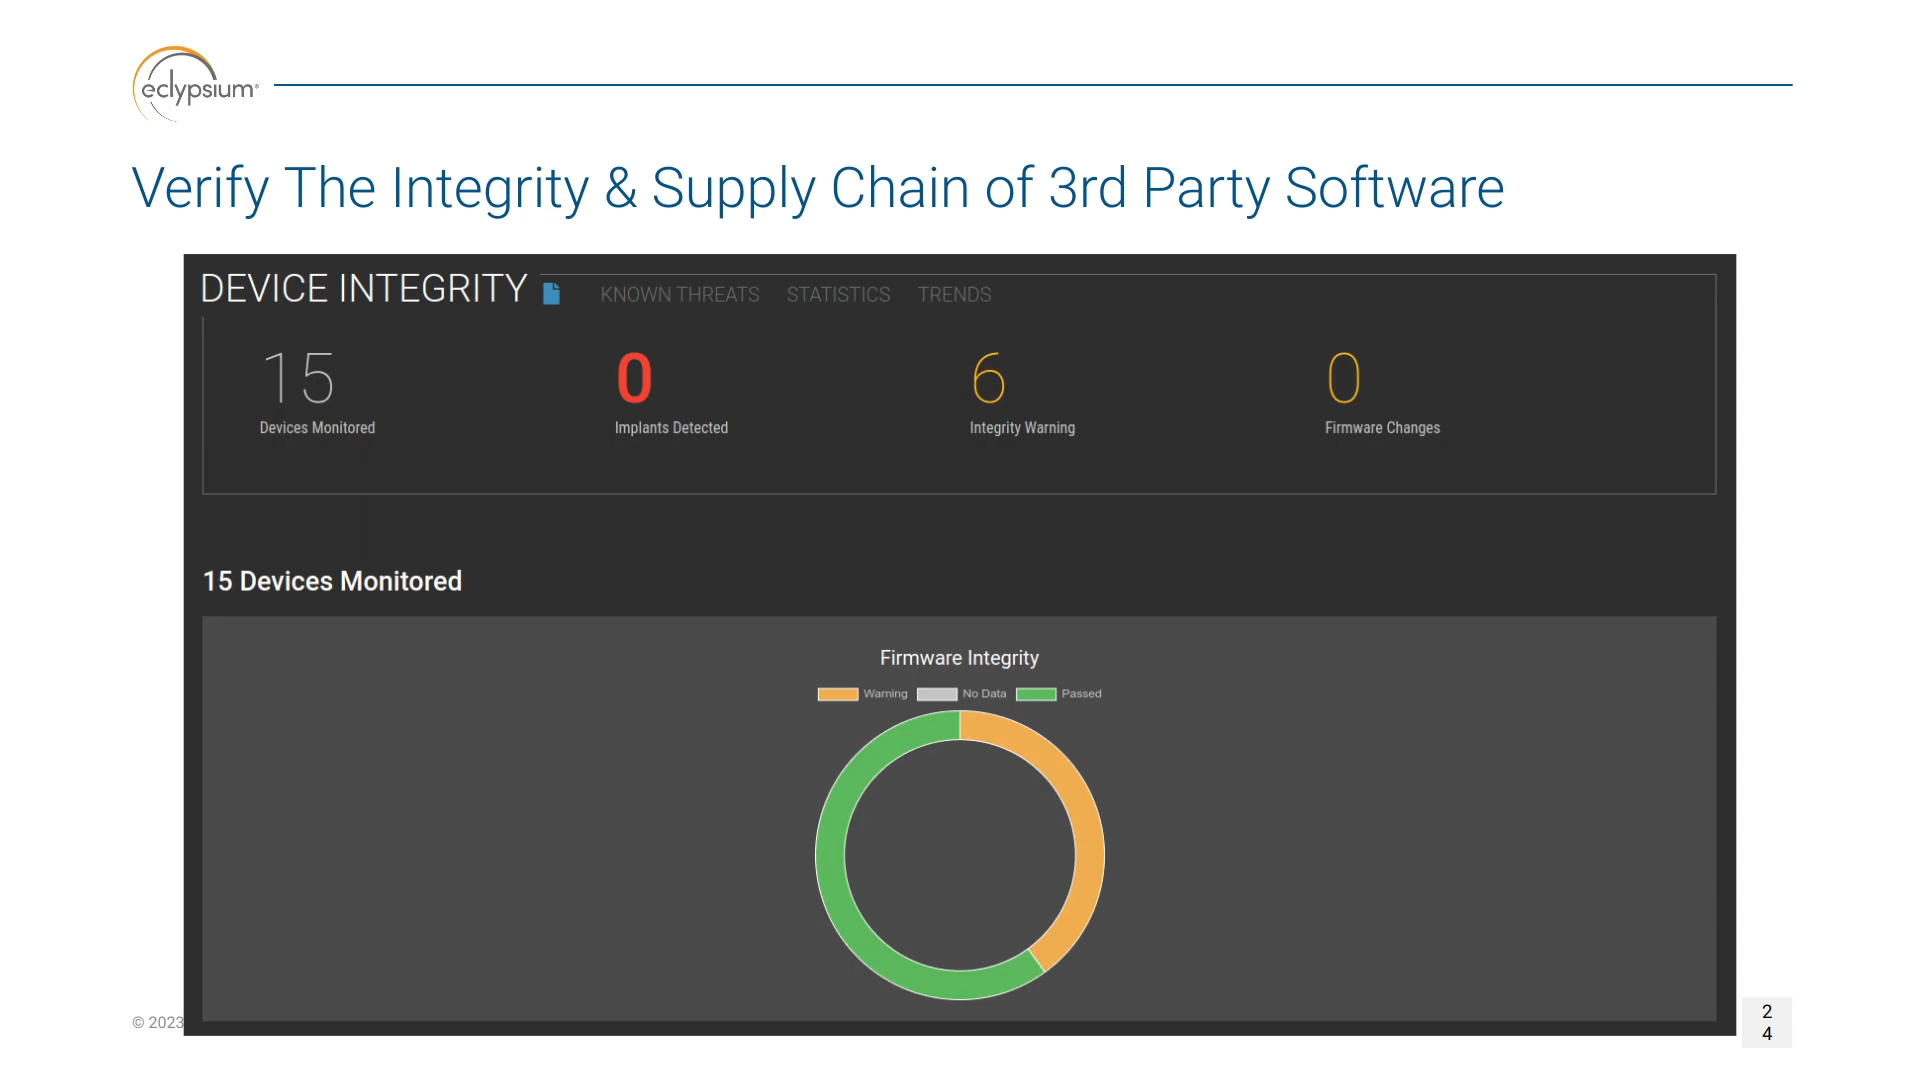 eclypsium®
Verify The Integrity & Supply Chain of 3rd Party Software
DEVICE INTEGRITY KNOWN THREATS STATISTICS TRENDS
15 0 6 0
Devices Monitored Implants Detected Integrity Warning Firmware Changes
15 Devices Monitored
Firmware Integrity
Warning No Data Passed
© 2023
2
4